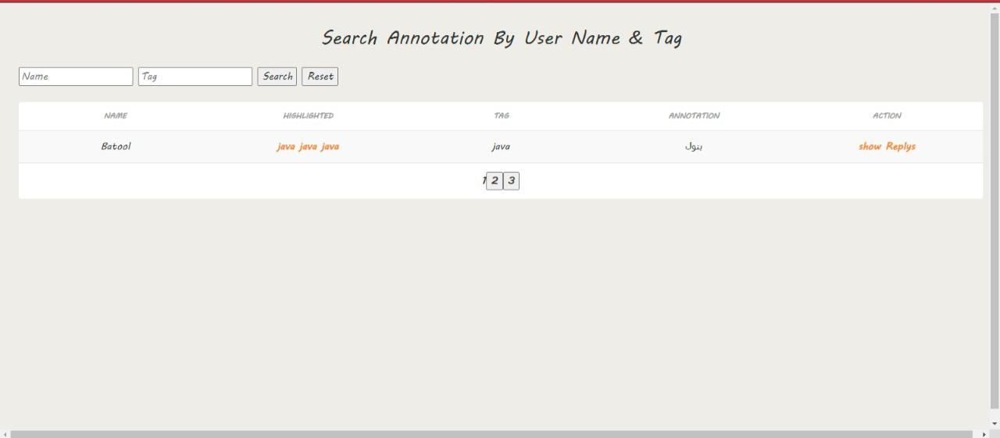 Search Annotation By User Name & Tag
Name Tag Search Reset
NAME HIGHLIGHTED TAG ANNOTATION ACTION
Batool java java java java بتول show Replys
1 2 3